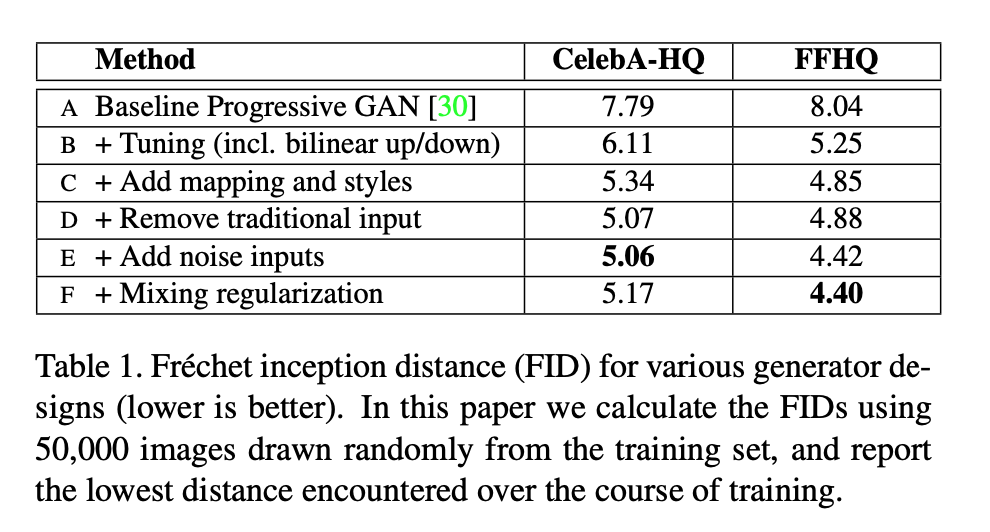 Method CelebA-HQ FFHQ
A Baseline Progressive GAN [30] 7.79 8.04
B + Tuning (incl. bilinear up/down) 6.11 5.25
C + Add mapping and styles 5.34 4.85
D + Remove traditional input 5.07 4.88
E + Add noise inputs 5.06 4.42
F + Mixing regularization 5.17 4.40
Table 1. Fréchet inception distance (FID) for various generator de-
signs (lower is better). In this paper we calculate the FIDs using
50,000 images drawn randomly from the training set, and report
the lowest distance encountered over the course of training.